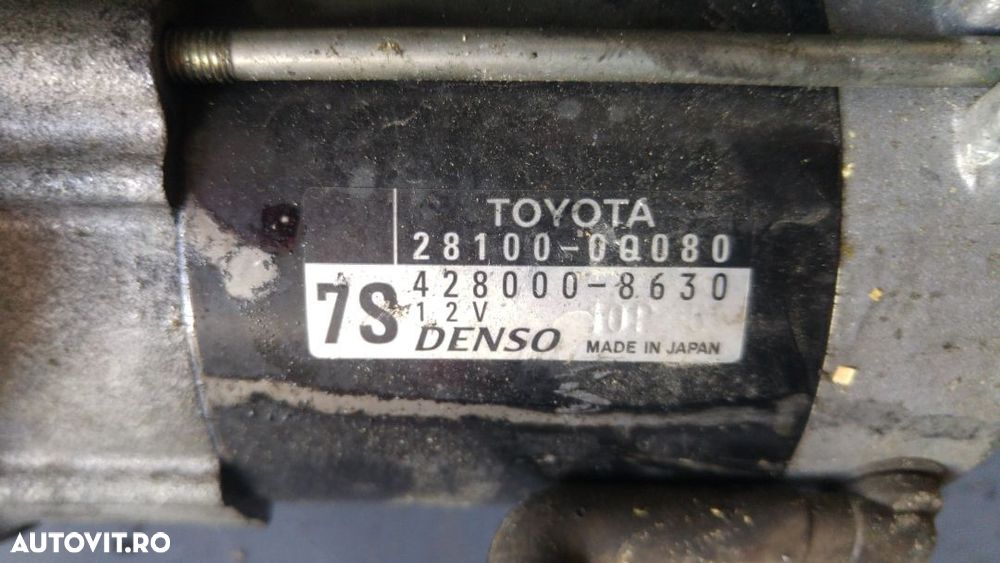 TOYOTA
28100-0Q080
7S
428000-8630
12V
DENSO MADE IN JAPAN
AUTOVIT.RO